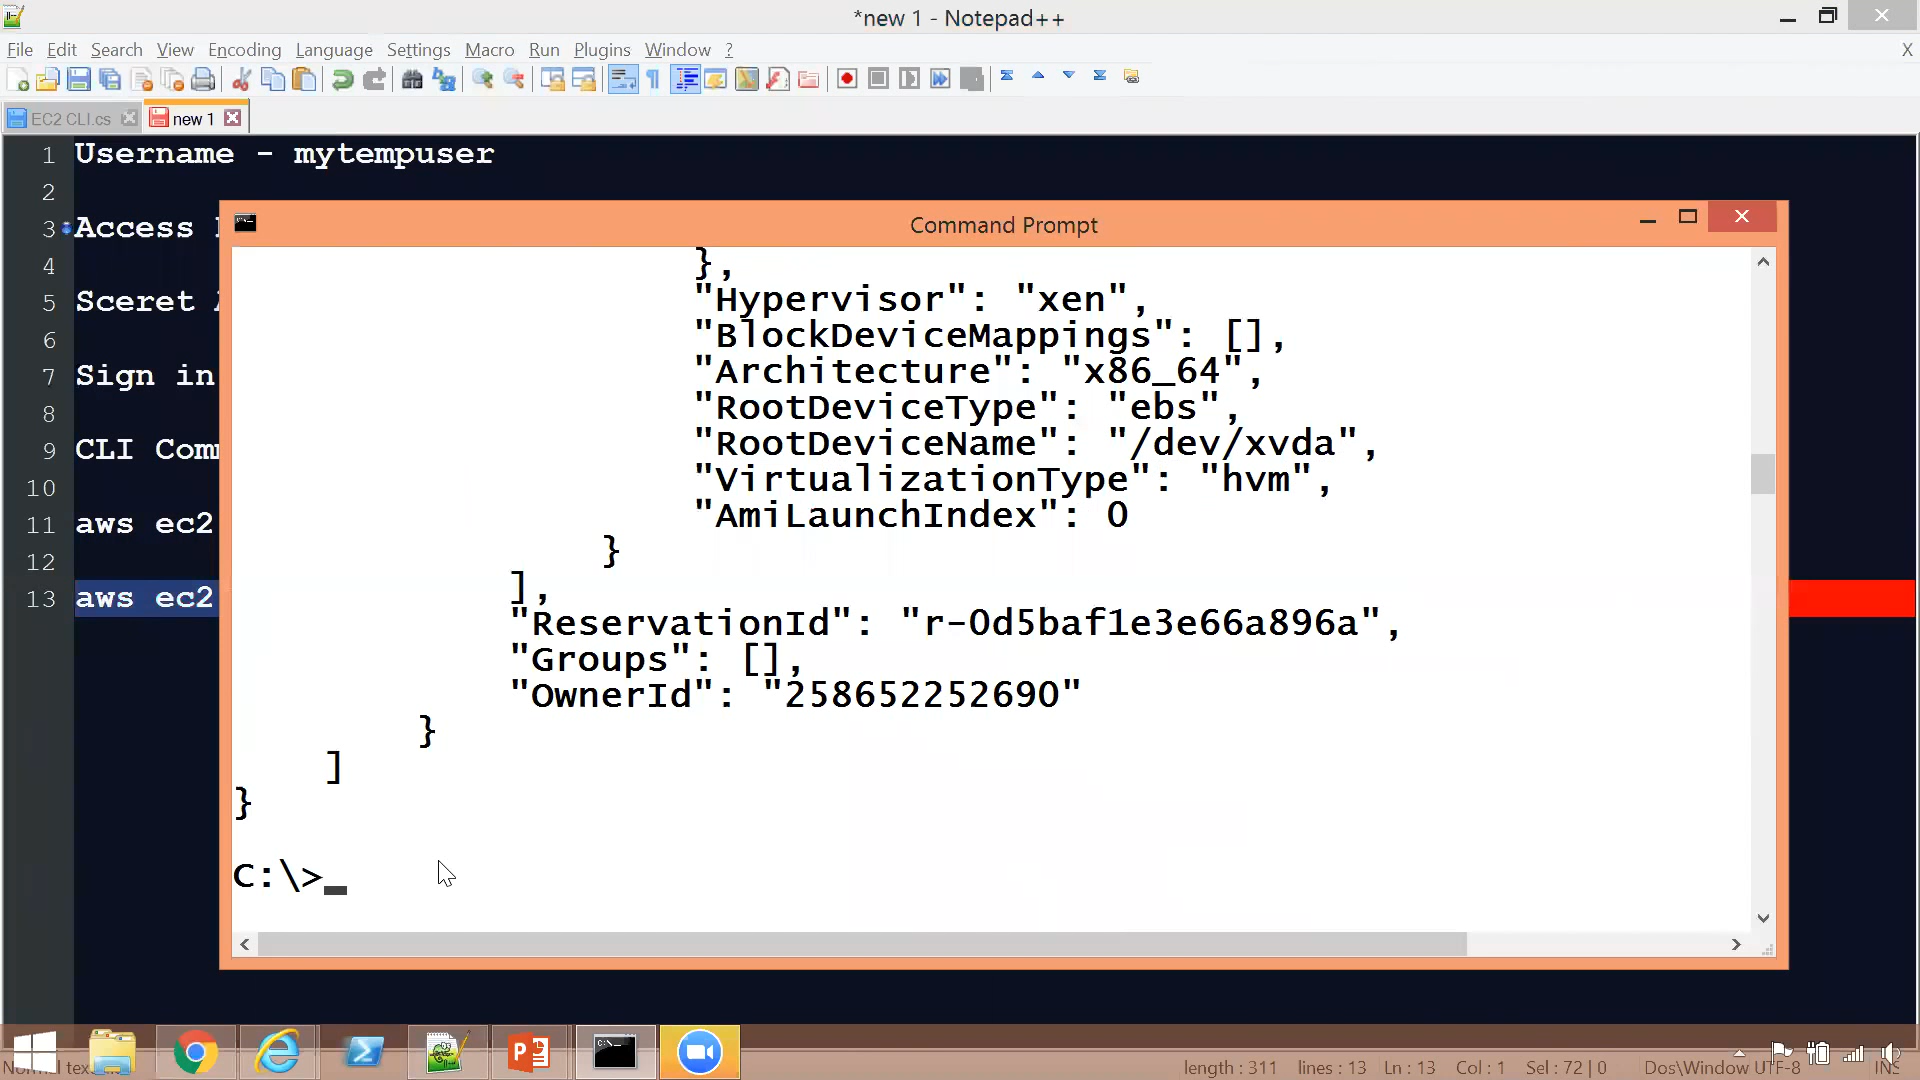 *new 1 - Notepad++
File Edit Search View Encoding Language Settings Macro Run Plugins Window ? X
EC2 CLI.cs new 1
1 Username - mytempuser
2
3 Access
4
5 Sceret
6
7 Sign in
8
9 CLI Com
10
11 aws ec2
12
13 aws ec2
Command Prompt
},
"Hypervisor": "xen",
"BlockDeviceMappings": [],
"Architecture": "x86_64",
"RootDeviceType": "ebs",
"RootDeviceName": "/dev/xvda",
"VirtualizationType": "hvm",
"AmiLaunchIndex": 0
}
],
"ReservationId": "r-0d5baf1e3e66a896a",
"Groups": [],
"OwnerId": "258652252690"
}
]
}
C:\>_
length : 311 lines : 13 Ln : 13 Col : 1 Sel : 72 | 0 Dos\Window UTF-8 INS